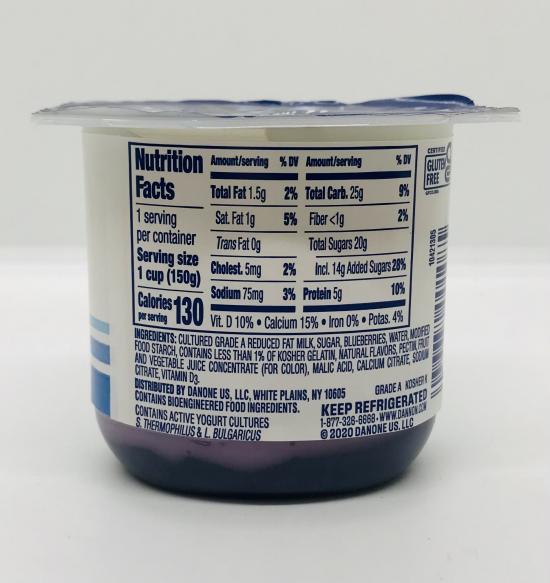 Nutrition Facts
1 serving
per container
Serving size
1 cup (150g)
Calories 130
per serving
Amount/serving % DV
Total Fat 1.5g 2%
Sat. Fat 1g 5%
Trans Fat 0g
Cholest. 5mg 2%
Sodium 75mg 3%
Amount/serving % DV
Total Carb. 25g 9%
Fiber <1g 2%
Total Sugars 20g
Incl. 14g Added Sugars 28%
Protein 5g 10%
Vit. D 10% • Calcium 15% • Iron 0% • Potas. 4%
INGREDIENTS: CULTURED GRADE A REDUCED FAT MILK, SUGAR, BLUEBERRIES, WATER, MODIFIED
FOOD STARCH, CONTAINS LESS THAN 1% OF KOSHER GELATIN, NATURAL FLAVORS, PECTIN, FRUIT
AND VEGETABLE JUICE CONCENTRATE (FOR COLOR), MALIC ACID, CALCIUM CITRATE, SODIUM
CITRATE, VITAMIN D3.
DISTRIBUTED BY DANONE US, LLC, WHITE PLAINS, NY 10605
CONTAINS BIOENGINEERED FOOD INGREDIENTS.
CONTAINS ACTIVE YOGURT CULTURES
S. THERMOPHILUS & L. BULGARICUS
GRADE A KOSHER
KEEP REFRIGERATED
1-877-326-6668 • WWW.DANNON.COM
© 2020 DANONE US, LLC
CERTIFIED
GLUTEN
FREE
10421305